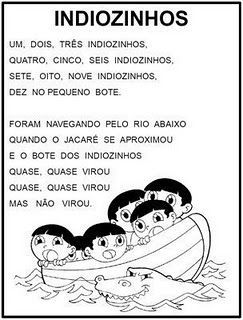 INDIOZINHOS
UM, DOIS, TRÊS INDIOZINHOS,
QUATRO, CINCO, SEIS INDIOZINHOS,
SETE, OITO, NOVE INDIOZINHOS,
DEZ NO PEQUENO BOTE.
FORAM NAVEGANDO PELO RIO ABAIXO
QUANDO O JACARÉ SE APROXIMOU
E O BOTE DOS INDIOZINHOS
QUASE, QUASE VIROU
QUASE, QUASE VIROU
MAS NÃO VIROU.